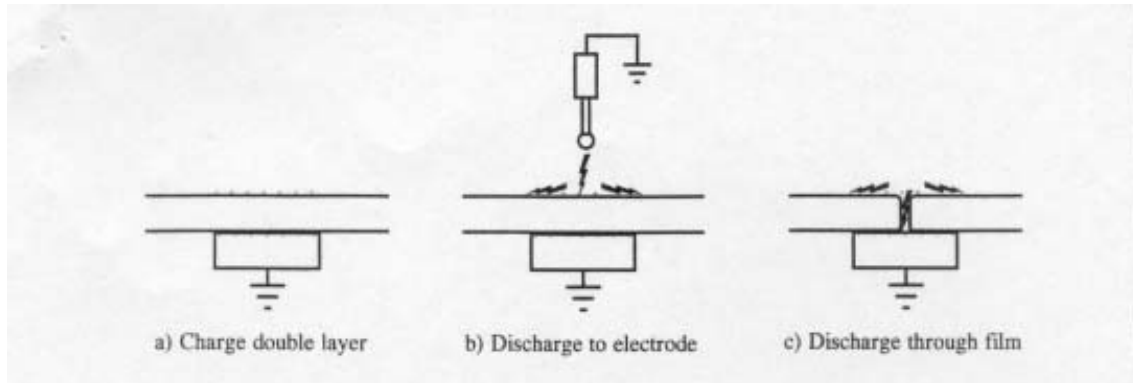 a) Charge double layer
b) Discharge to electrode
c) Discharge through film